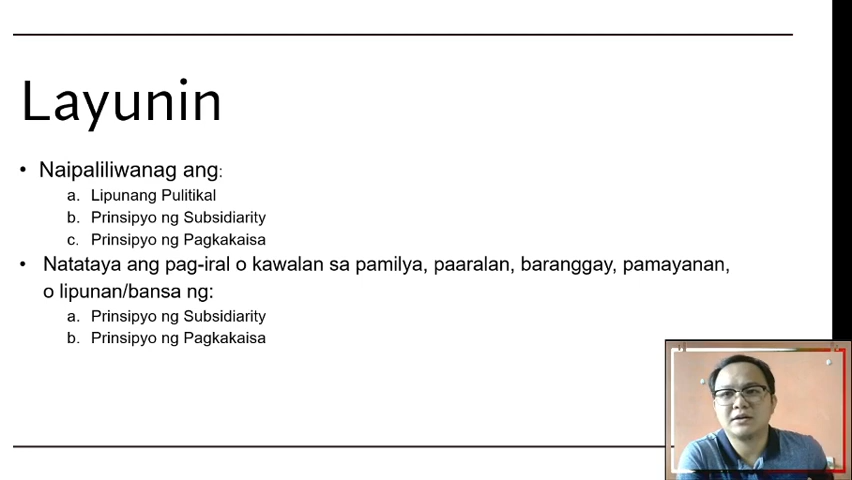 Layunin
• Naipaliliwanag ang:
a. Lipunang Pulitikal
b. Prinsipyo ng Subsidiarity
c. Prinsipyo ng Pagkakaisa
• Natataya ang pag-iral o kawalan sa pamilya, paaralan, baranggay, pamayanan,
o lipunan/bansa ng:
a. Prinsipyo ng Subsidiarity
b. Prinsipyo ng Pagkakaisa